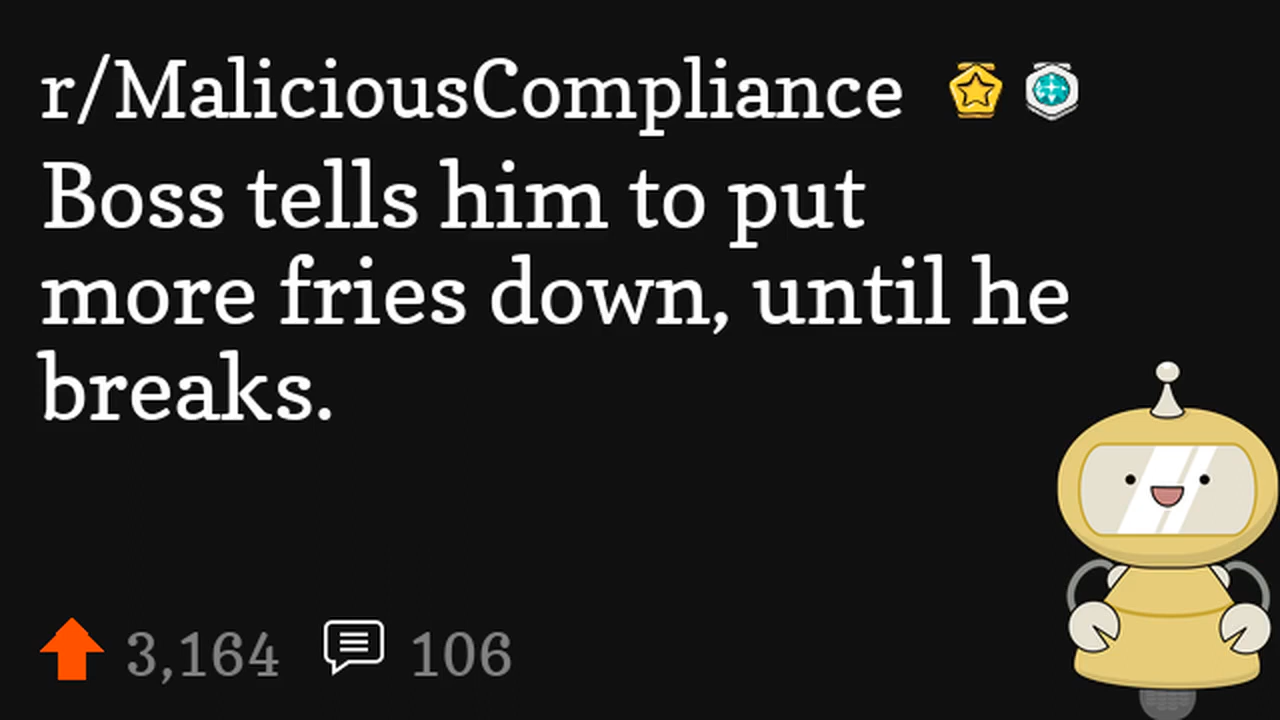 r/MaliciousCompliance
Boss tells him to put
more fries down, until he
breaks.
3,164 106